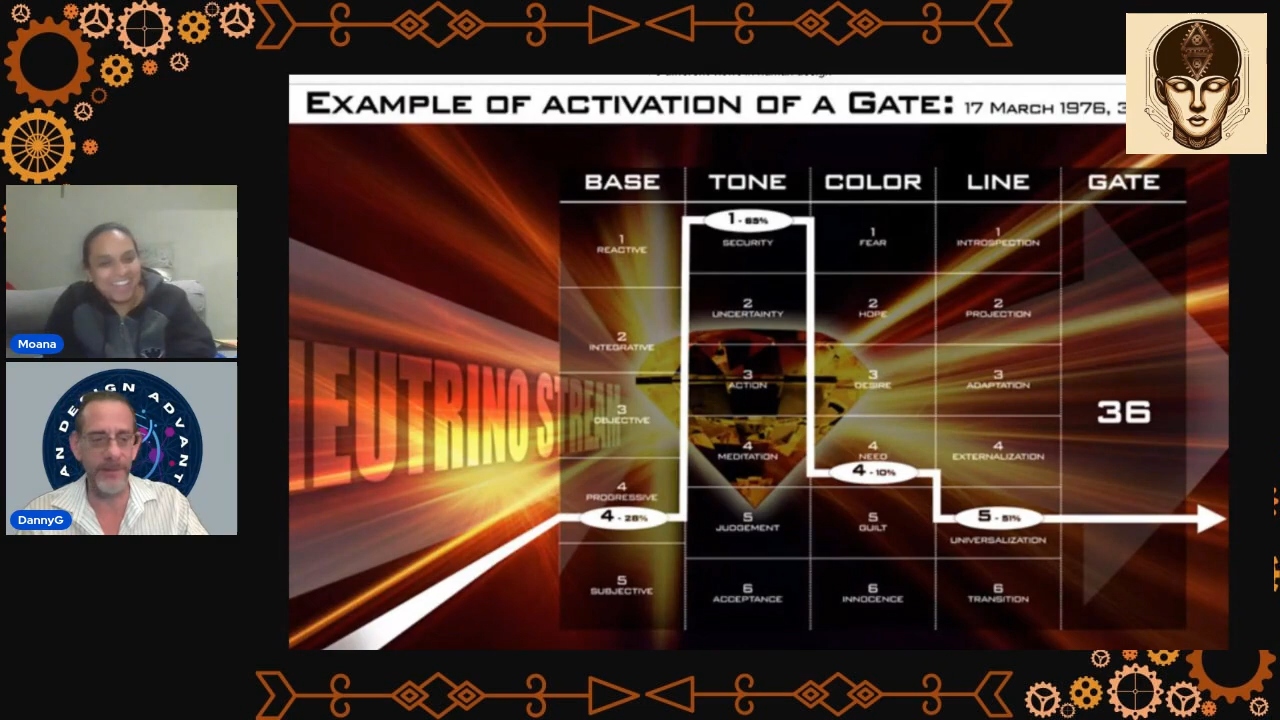 EXAMPLE OF ACTIVATION OF A GATE: 17 MARCH 1976, 3
BASE TONE COLOR LINE GATE
1 - 65%
1 REACTIVE
SECURITY
1 FEAR
1 INTROSPECTION
2 INTEGRATIVE
2 UNCERTAINTY
2 HOPE
2 PROJECTION
3 OBJECTIVE
3 ACTION
3 DESIRE
3 ADAPTATION
36
4 PROGRESSIVE
4 - 28%
4 MEDITATION
4 NEED
4 - 10%
4 EXTERNALIZATION
5 SUBJECTIVE
5 JUDGEMENT
5 GUILT
5 - 51%
UNIVERSALIZATION
6 ACCEPTANCE
6 INNOCENCE
6 TRANSITION
NEUTRINO STREAM
Moana
AN DESIGN ADVANT
DannyG